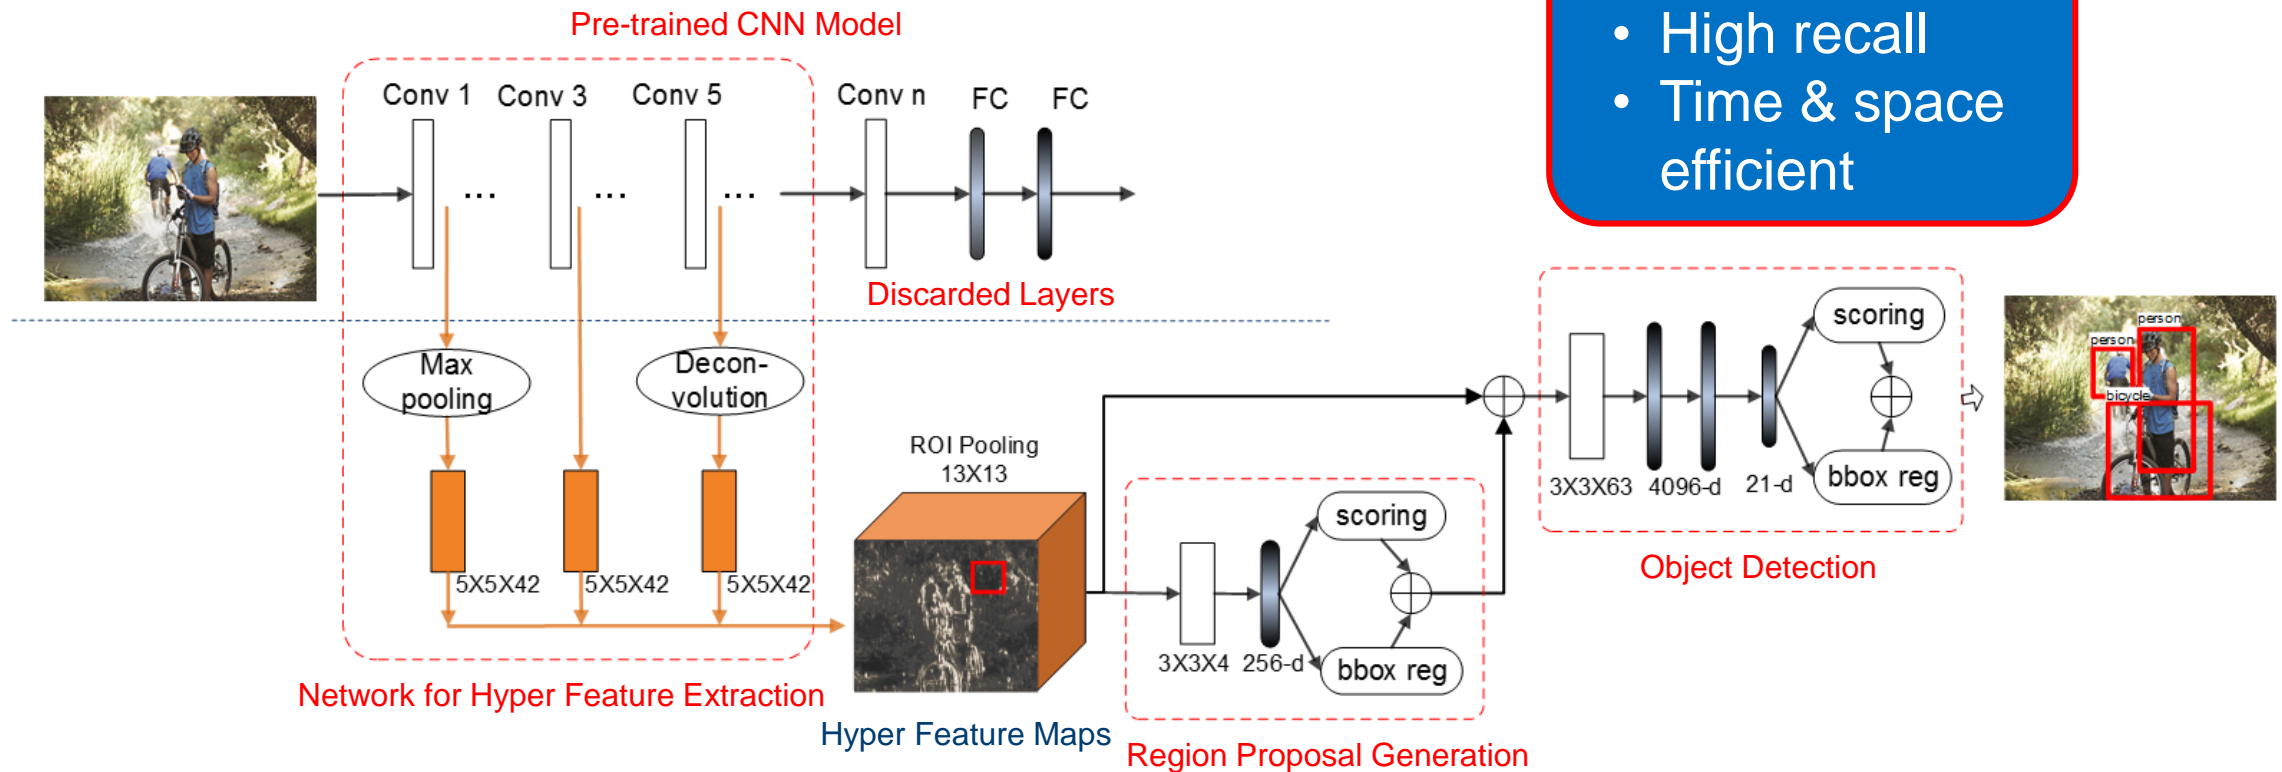 Pre-trained CNN Model
• High recall
• Time & space
efficient
Conv 1
Conv 3
Conv 5
Conv n
FC
FC
...
...
...
Discarded Layers
Max
pooling
Decon-
volution
5X5X42
5X5X42
5X5X42
Network for Hyper Feature Extraction
ROI Pooling
13X13
Hyper Feature Maps
3X3X4
256-d
scoring
bbox reg
Region Proposal Generation
3X3X63
4096-d
21-d
scoring
bbox reg
Object Detection
person
person
bicycle